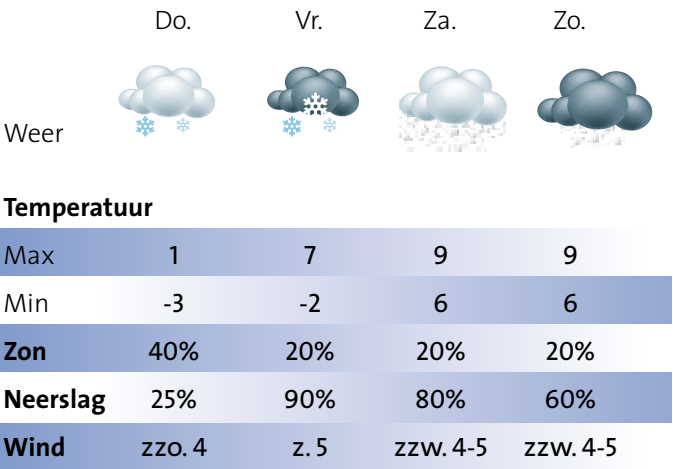 Do. Vr. Za. Zo.
Weer
Temperatuur
Max 1 7 9 9
Min -3 -2 6 6
Zon 40% 20% 20% 20%
Neerslag 25% 90% 80% 60%
Wind zzo. 4 z. 5 zzw. 4-5 zzw. 4-5